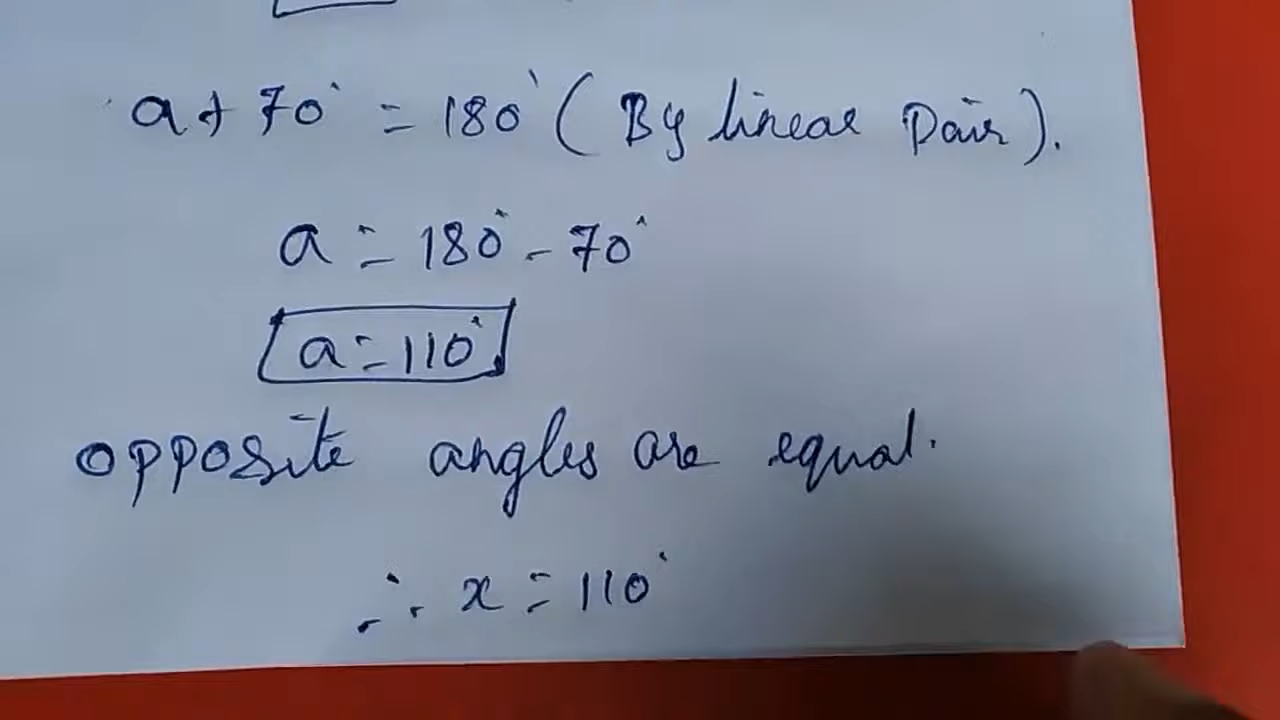 a + 70° = 180° (By linear Pair).
a = 180° - 70°
a = 110°
opposite angles are equal.
∴ x = 110°